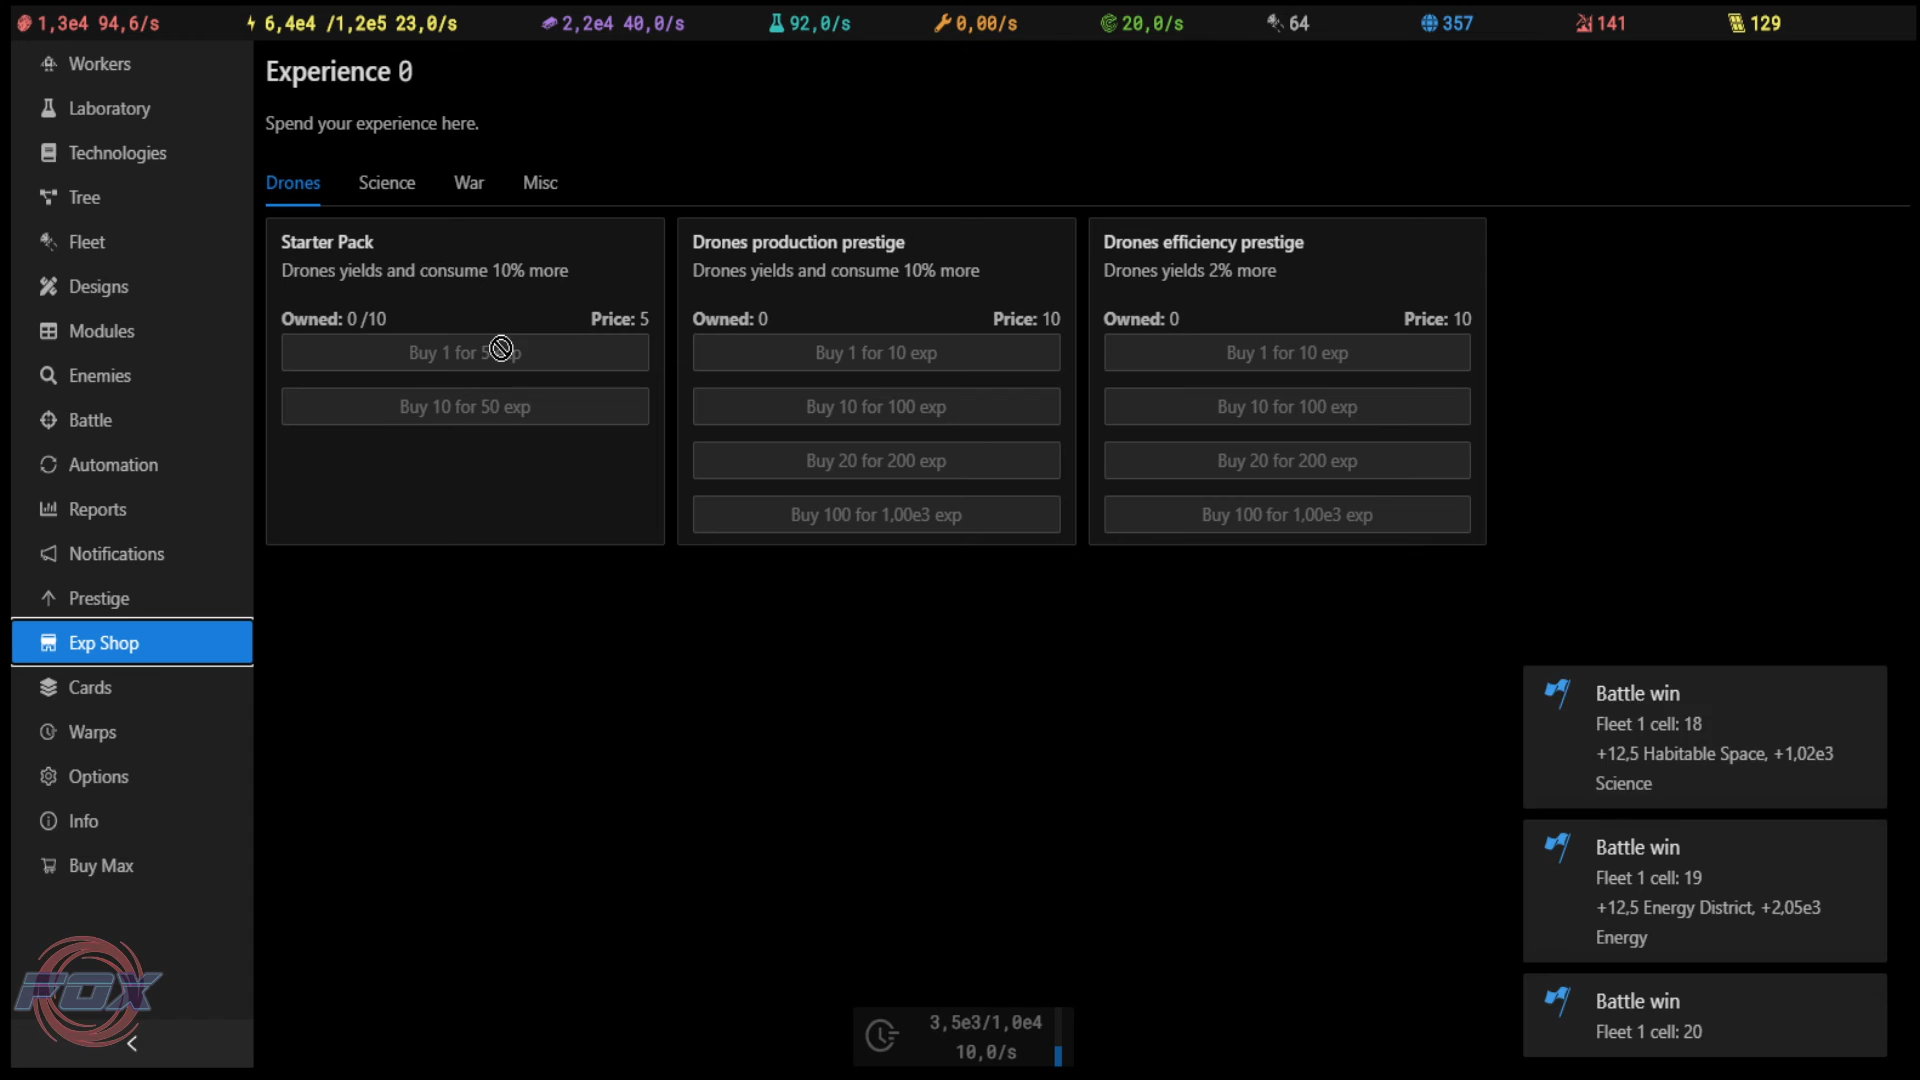 1,3e4 94,6/s 6,4e4 /1,2e5 23,0/s 2,2e4 40,0/s 92,0/s 0,00/s 20,0/s 64 357 141 129
Workers
Laboratory
Technologies
Tree
Fleet
Designs
Modules
Enemies
Battle
Automation
Reports
Notifications
Prestige
Exp Shop
Cards
Warps
Options
Info
Buy Max
FOX
Experience 0
Spend your experience here.
Drones Science War Misc
Starter Pack
Drones yields and consume 10% more
Owned: 0 /10 Price: 5
Buy 1 for 5 exp
Buy 10 for 50 exp
Drones production prestige
Drones yields and consume 10% more
Owned: 0 Price: 10
Buy 1 for 10 exp
Buy 10 for 100 exp
Buy 20 for 200 exp
Buy 100 for 1,00e3 exp
Drones efficiency prestige
Drones yields 2% more
Owned: 0 Price: 10
Buy 1 for 10 exp
Buy 10 for 100 exp
Buy 20 for 200 exp
Buy 100 for 1,00e3 exp
Battle win
Fleet 1 cell: 18
+12,5 Habitable Space, +1,02e3
Science
Battle win
Fleet 1 cell: 19
+12,5 Energy District, +2,05e3
Energy
Battle win
Fleet 1 cell: 20
3,5e3/1,0e4
10,0/s